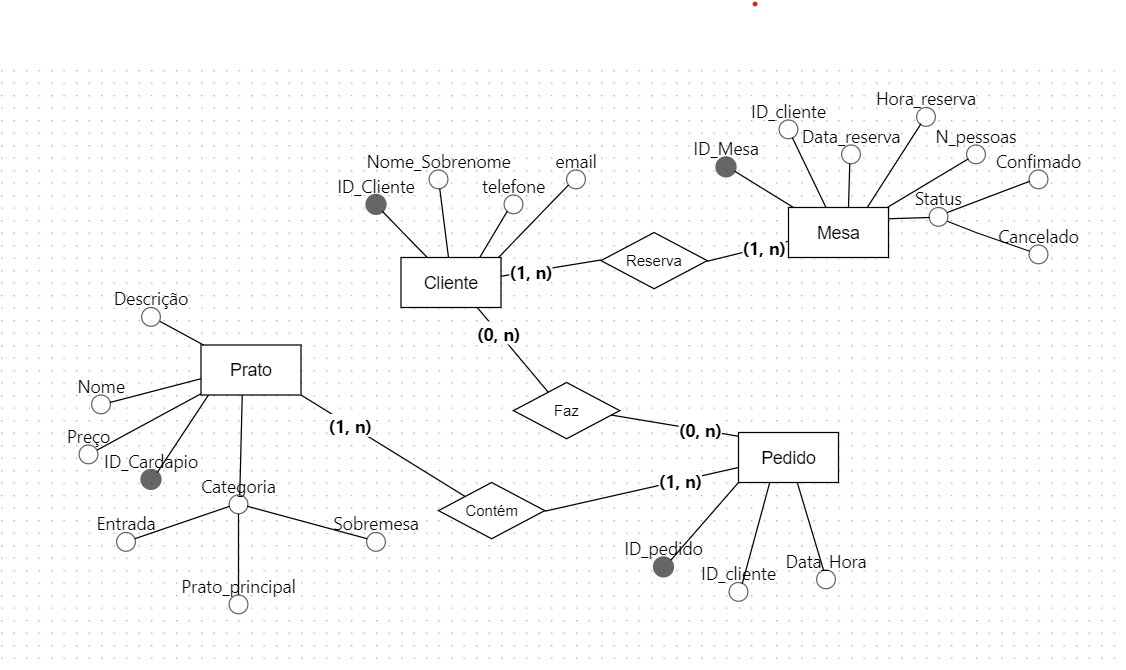 Hora_reserva
ID_cliente
Data_reserva
N_pessoas
ID_Mesa
Confimado
Status
Mesa
Cancelado
Nome_Sobrenome
email
ID_Cliente
telefone
Cliente
(1, n)
Reserva
(1, n)
Descrição
(0, n)
Prato
Nome
Faz
Preço
(1, n)
(0, n)
ID_Cardapio
Pedido
Categoria
(1, n)
Contém
Entrada
Sobremesa
Prato_principal
ID_pedido
ID_cliente
Data_Hora